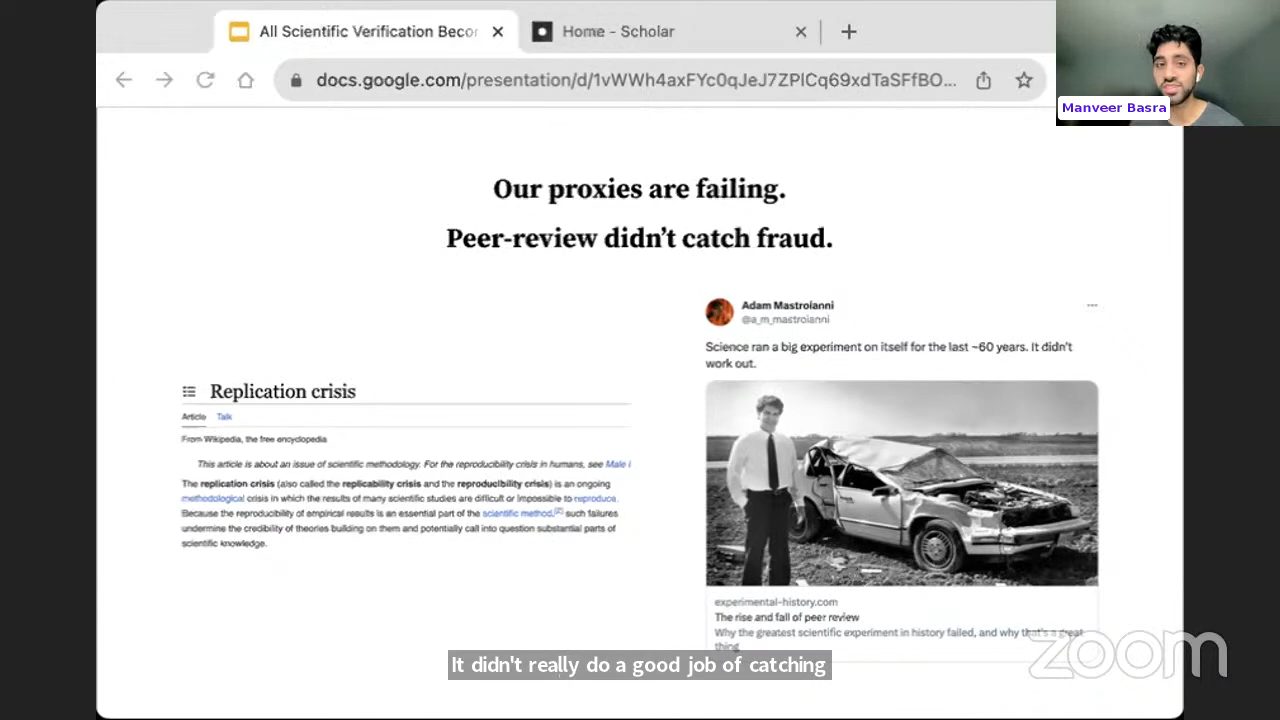 All Scientific Verification Becor
Home - Scholar
docs.google.com/presentation/d/1vWWh4axFYc0qJeJ7ZPlCq69xdTaSFfBO...
Manveer Basra
Our proxies are failing.
Peer-review didn't catch fraud.
Replication crisis
Article Talk
From Wikipedia, the free encyclopedia
This article is about an issue of scientific methodology. For the reproducibility crisis in humans, see Male i
The replication crisis (also called the replicability crisis and the reproducibility crisis) is an ongoing
methodological crisis in which the results of many scientific studies are difficult or impossible to reproduce.
Because the reproducibility of empirical results is an essential part of the scientific method,[2] such failures
undermine the credibility of theories building on them and potentially call into question substantial parts of
scientific knowledge.
Adam Mastroianni
@a_m_mastroianni
Science ran a big experiment on itself for the last ~60 years. It didn't
work out.
experimental-history.com
The rise and fall of peer review
Why the greatest scientific experiment in history failed, and why that's a great
thing
It didn't really do a good job of catching
zoom